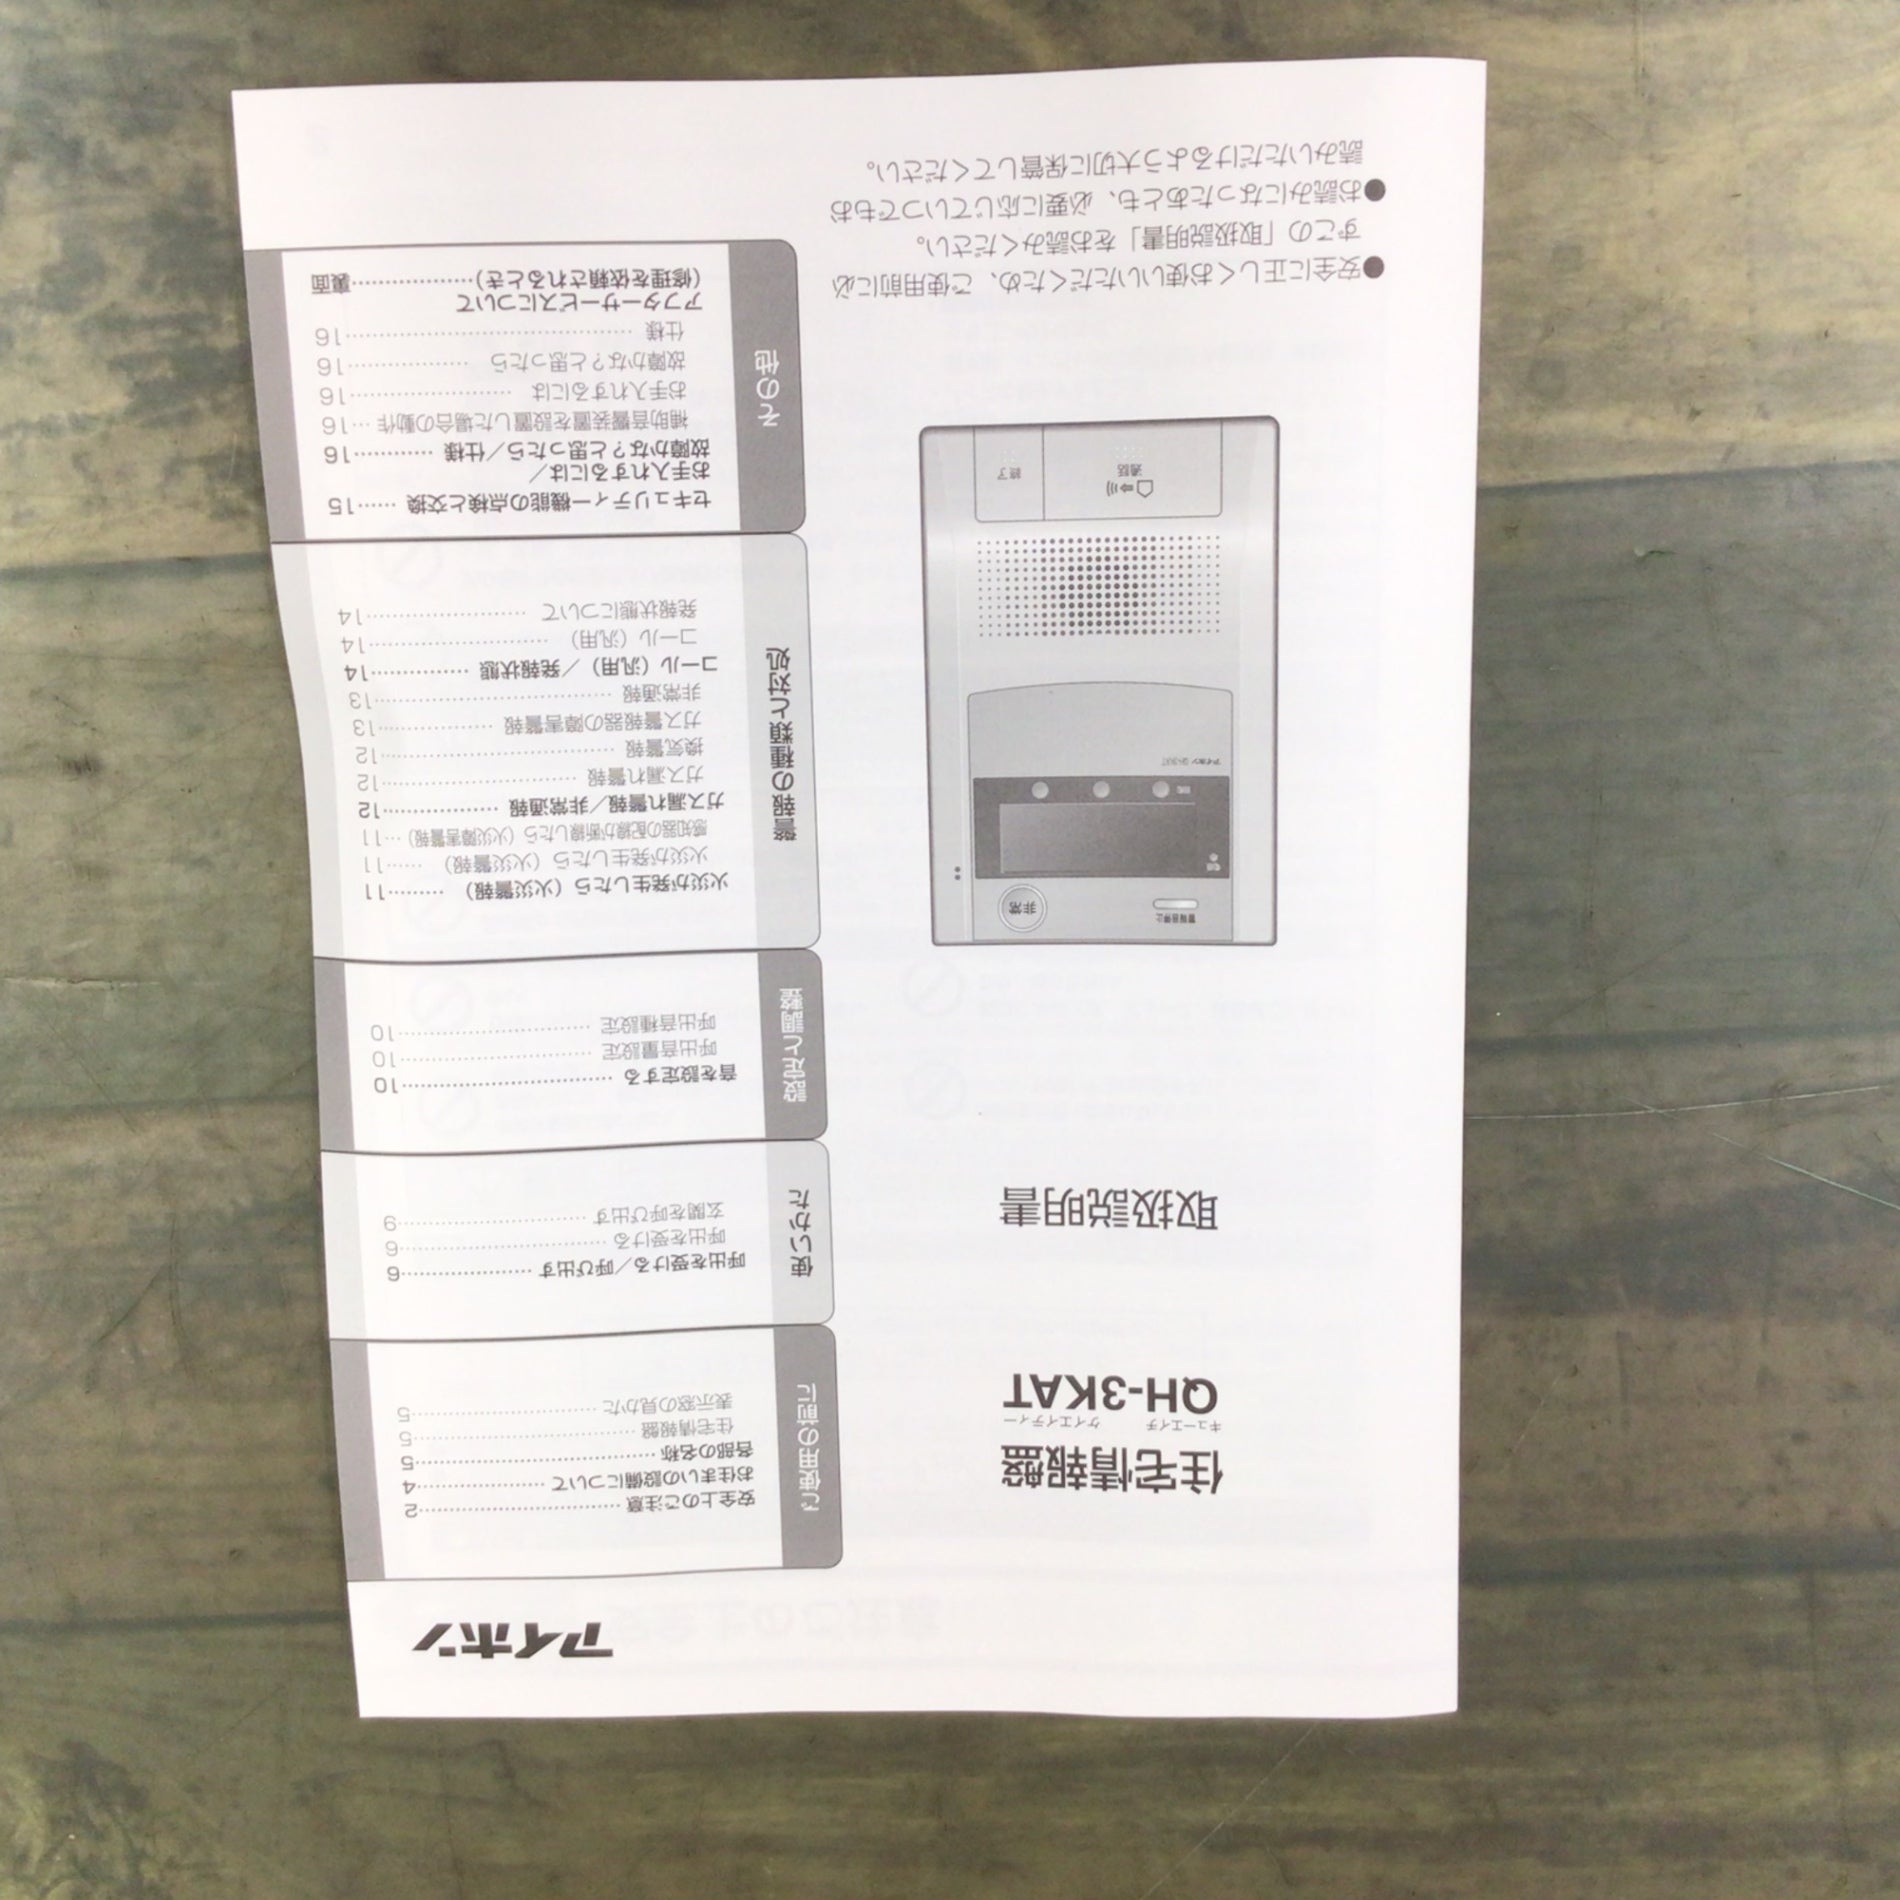 アイホン
住宅情報盤
キューエイチ ケイエイティー
QH-3KAT
取扱説明書
警報音停止
非常
アイホン QH-3KAT
通話
終了
●安全に正しくお使いいただくため、ご使用前に必
ずこの「取扱説明書」をお読みください。
●お読みになったあとも、必要に応じていつでもお
読みいただけるよう大切に保管してください。
ご使用の前に
安全上のご注意……2
お住まいの設備について……4
各部の名称……5
住宅情報盤……5
表示窓の見かた……5
使いかた
呼出を受ける／呼び出す……6
呼出を受ける……6
玄関を呼び出す……9
設定と調整
音を設定する……10
呼出音量設定……10
呼出音種設定……10
警報の種類と対処
火災が発生したら（火災警報）……11
火災が発生したら（火災警報）……11
感知器の配線が断線したら（火災障害警報）…11
ガス漏れ警報／非常通報……12
ガス漏れ警報……12
換気警報……12
ガス警報器の障害警報……13
非常通報……13
コール（汎用）／発報状態……14
コール（汎用）……14
発報状態について……14
その他
セキュリティー機能の点検と交換……15
お手入れするには／
故障かな？と思ったら／仕様……16
補助音響装置を設置した場合の動作…16
お手入れするには……16
故障かな？と思ったら……16
仕様……16
アフターサービスについて
（修理を依頼されるとき）……裏面